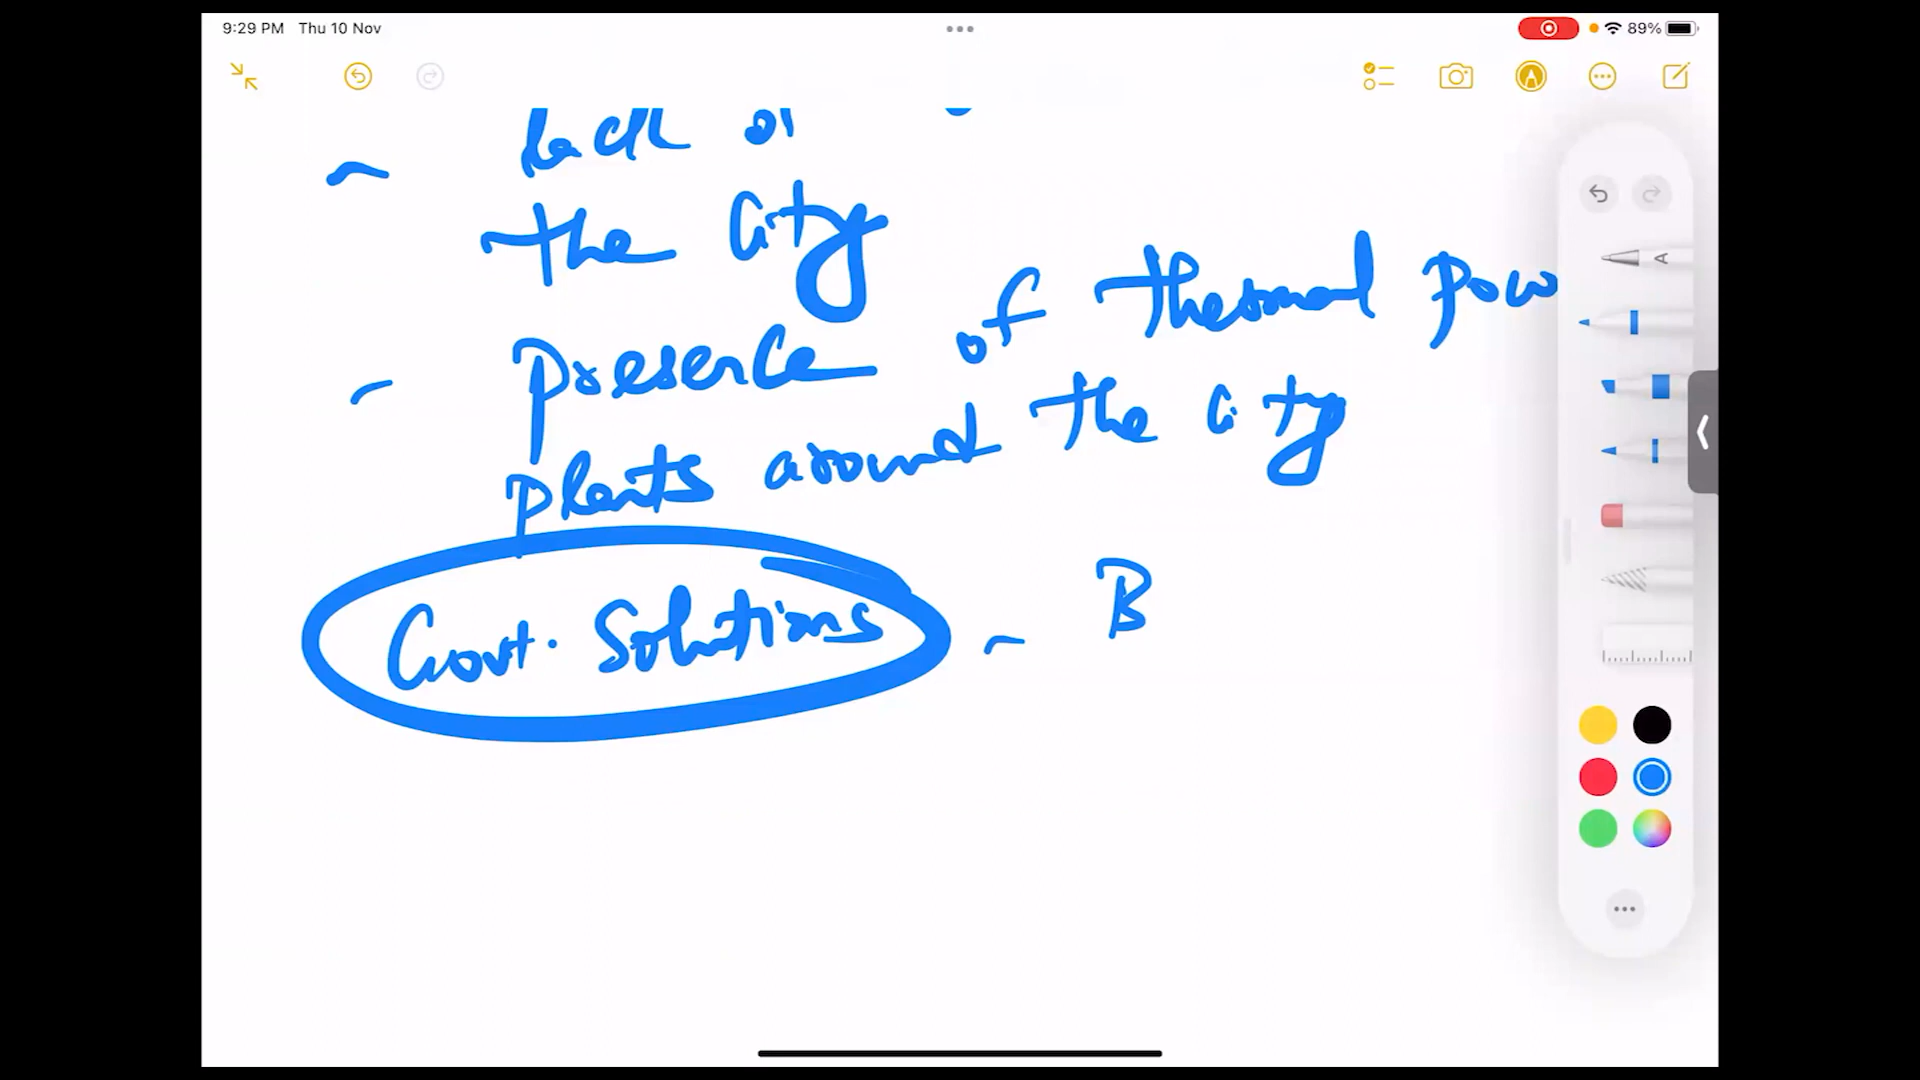 9:29 PM Thu 10 Nov
89%
lack of
the City
- presence of thermal pow
plants around the City
Govt. Solutions - B
A